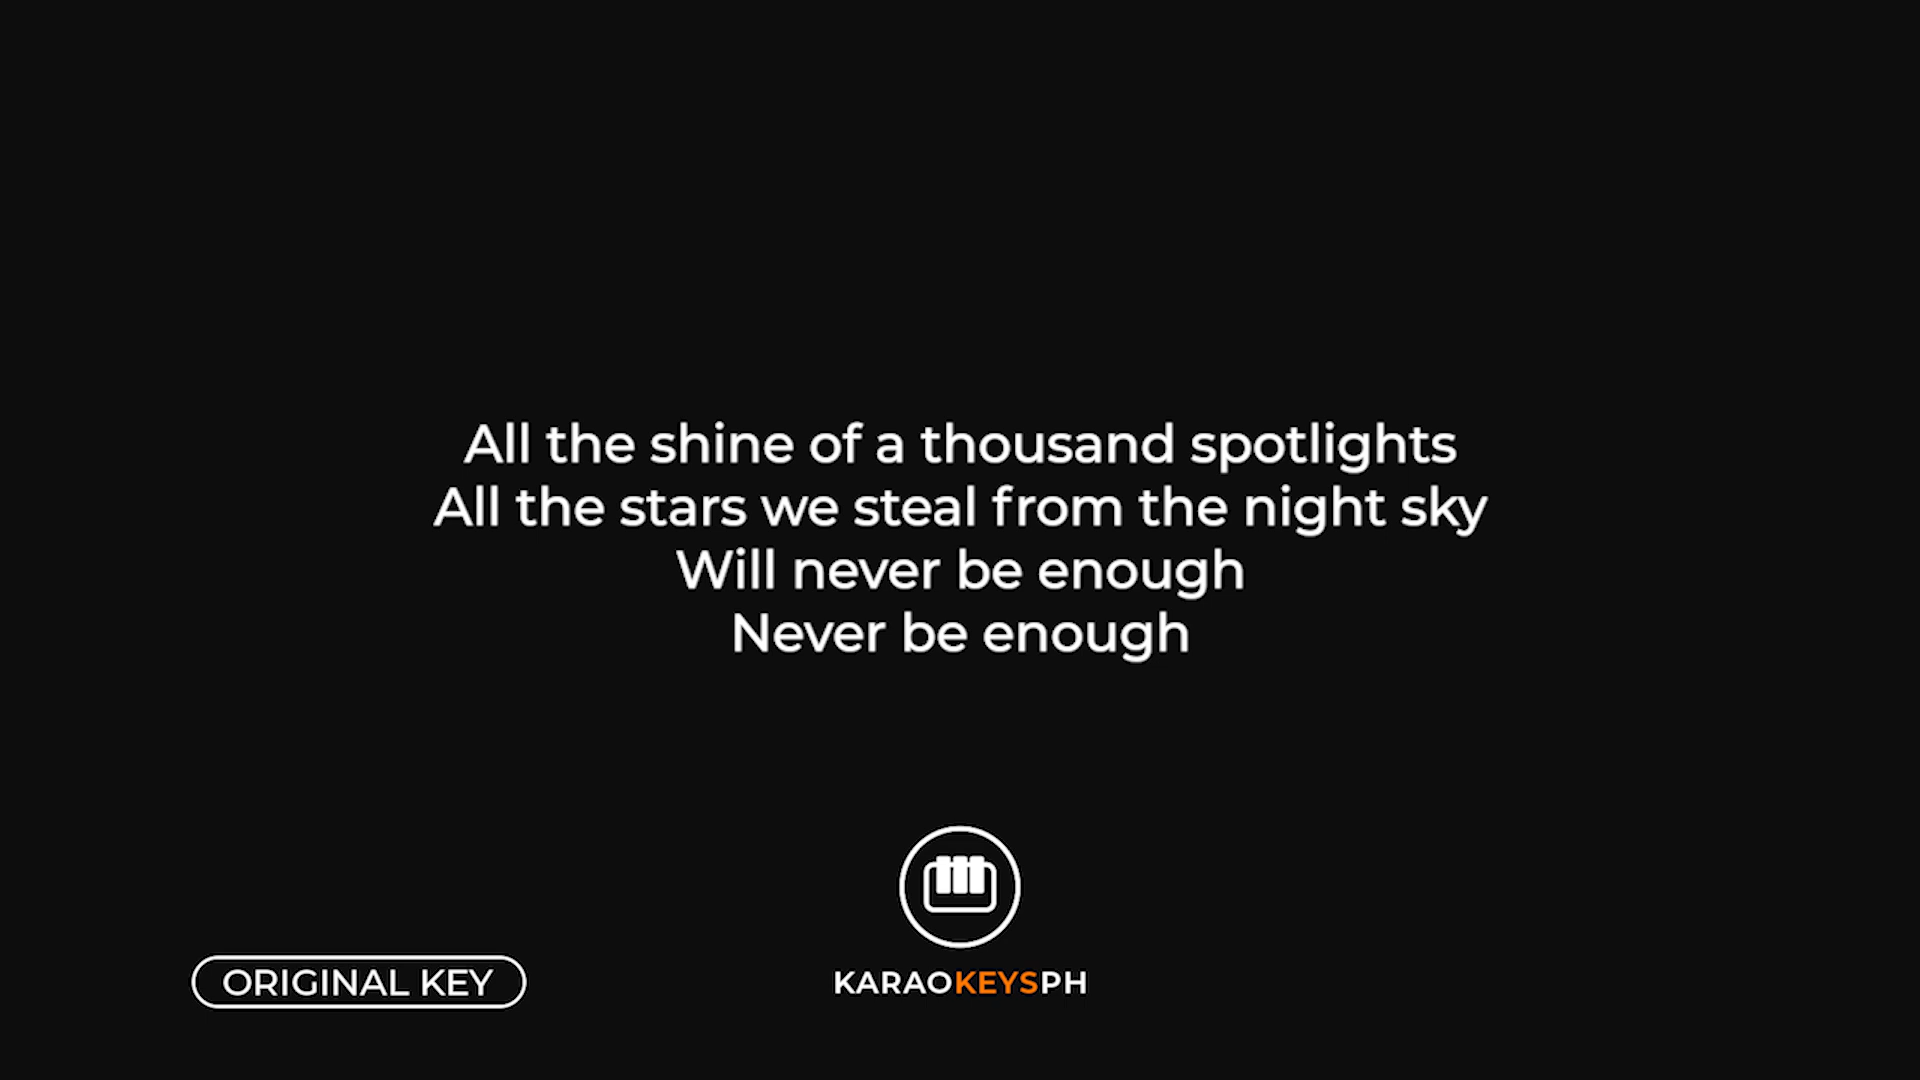 All the shine of a thousand spotlights
All the stars we steal from the night sky
Will never be enough
Never be enough
ORIGINAL KEY
KARAOKEYSPH